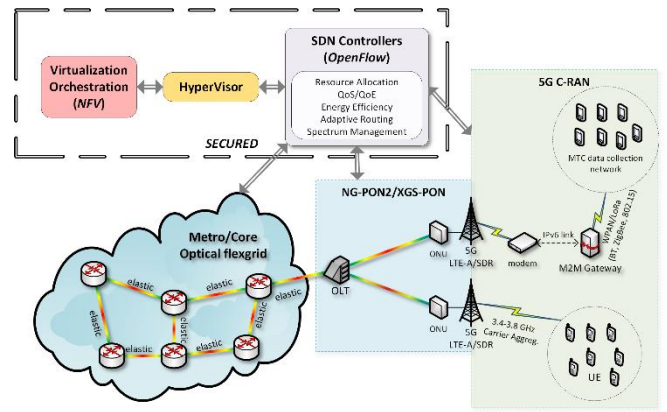 Virtualization
Orchestration
(NFV)
HyperVisor
SDN Controllers
(OpenFlow)
Resource Allocation
QoS/QoE
Energy Efficiency
Adaptive Routing
Spectrum Management
SECURED
5G C-RAN
MTC data collection
network
WPAN/LoRa
(BT, ZigBee, 802.15)
NG-PON2/XGS-PON
Metro/Core
Optical flexgrid
elastic
elastic
elastic
elastic
elastic
elastic
elastic
elastic
OLT
ONU
5G
LTE-A/SDR
modem
IPv6 link
M2M Gateway
ONU
5G
LTE-A/SDR
3.4-3.8 GHz
Carrier Aggreg.
UE